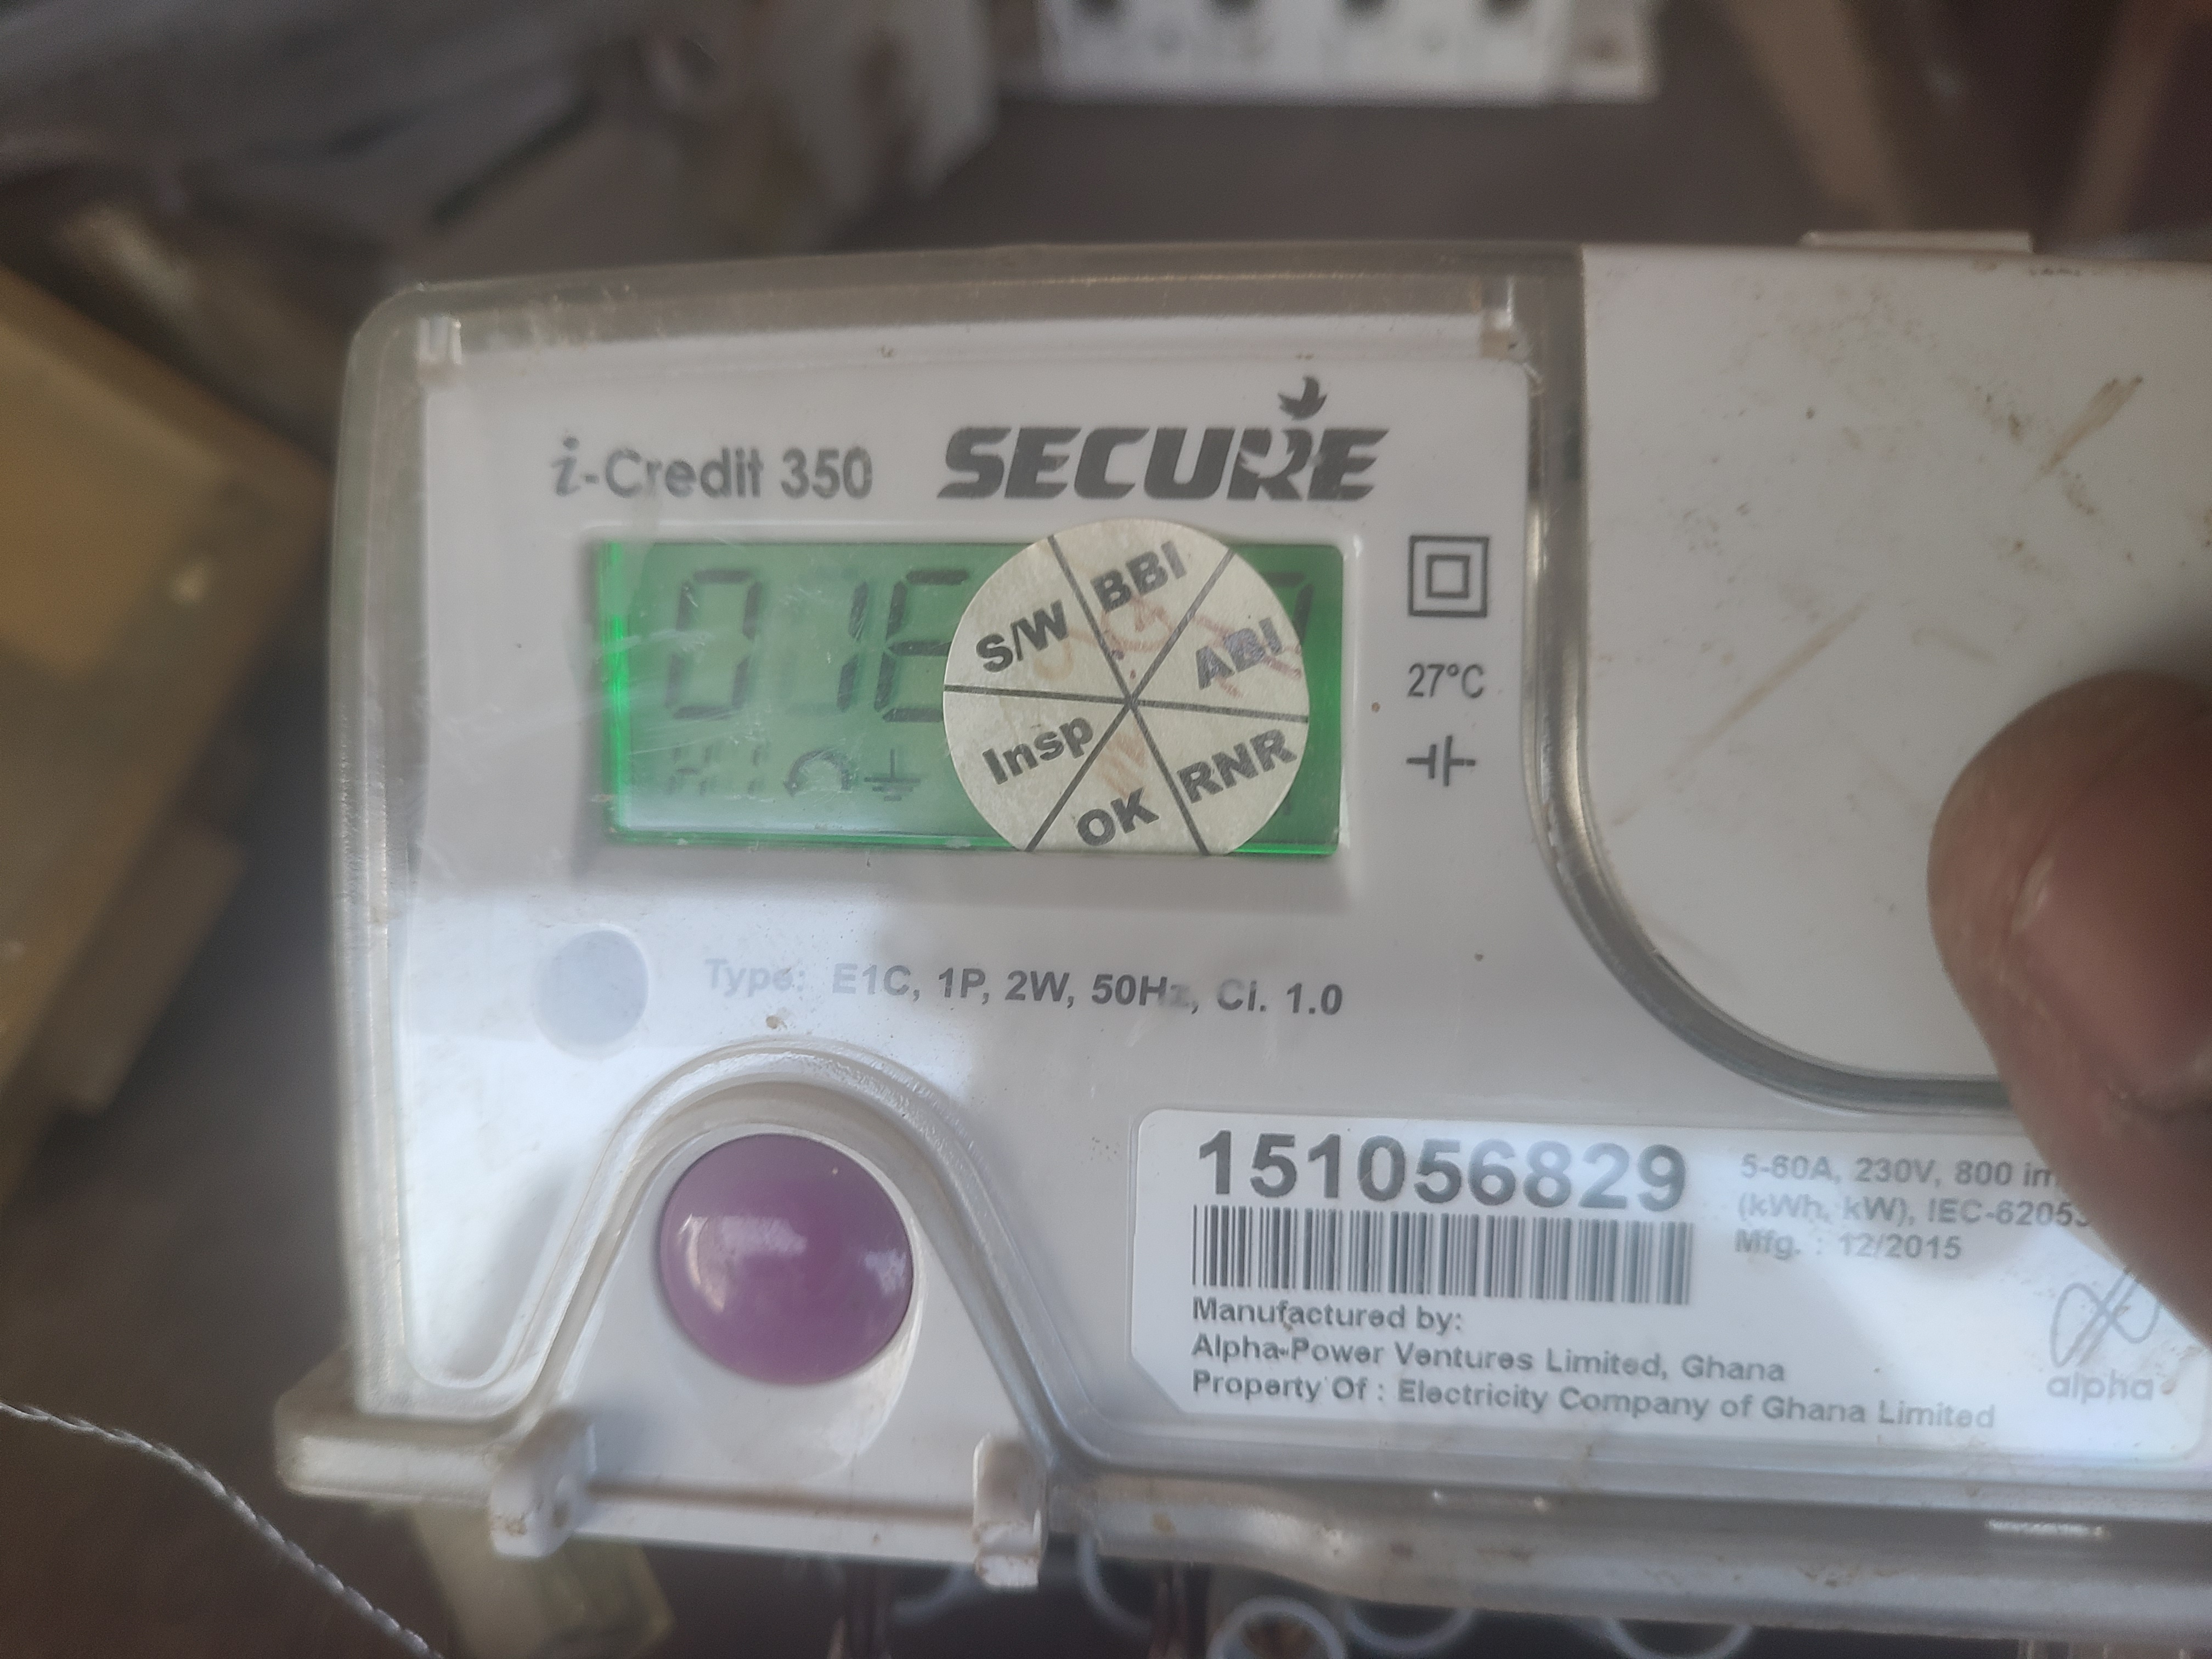 i-Credit 350 SECURE
S/W BBI ABI
Insp OK RNR
27°C
Type: E1C, 1P, 2W, 50Hz, Cl. 1.0
151056829
5-60A, 230V, 800
(kWh, kW), IEC-62053
Mfg. : 12/2015
Manufactured by:
Alpha-Power Ventures Limited, Ghana
Property Of : Electricity Company of Ghana Limited
alpha